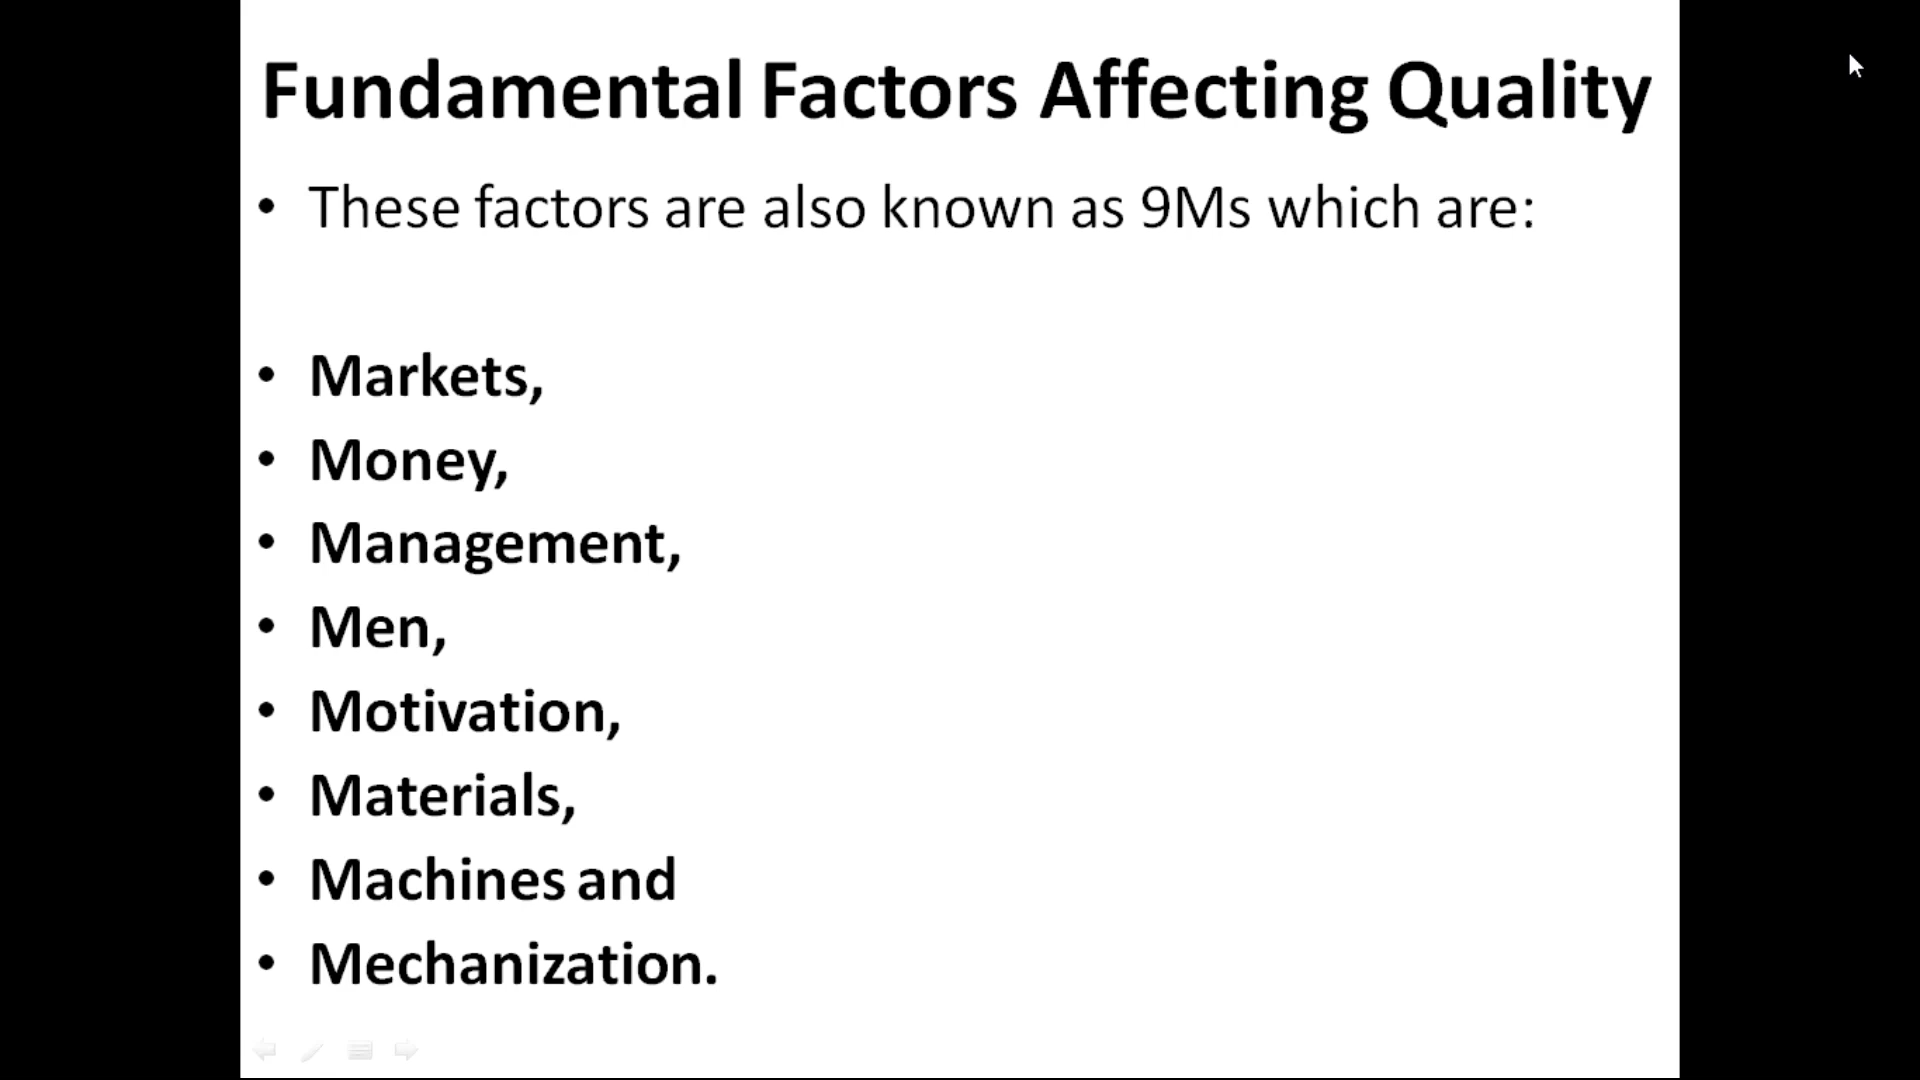 Fundamental Factors Affecting Quality
• These factors are also known as 9Ms which are:
• Markets,
• Money,
• Management,
• Men,
• Motivation,
• Materials,
• Machines and
• Mechanization.